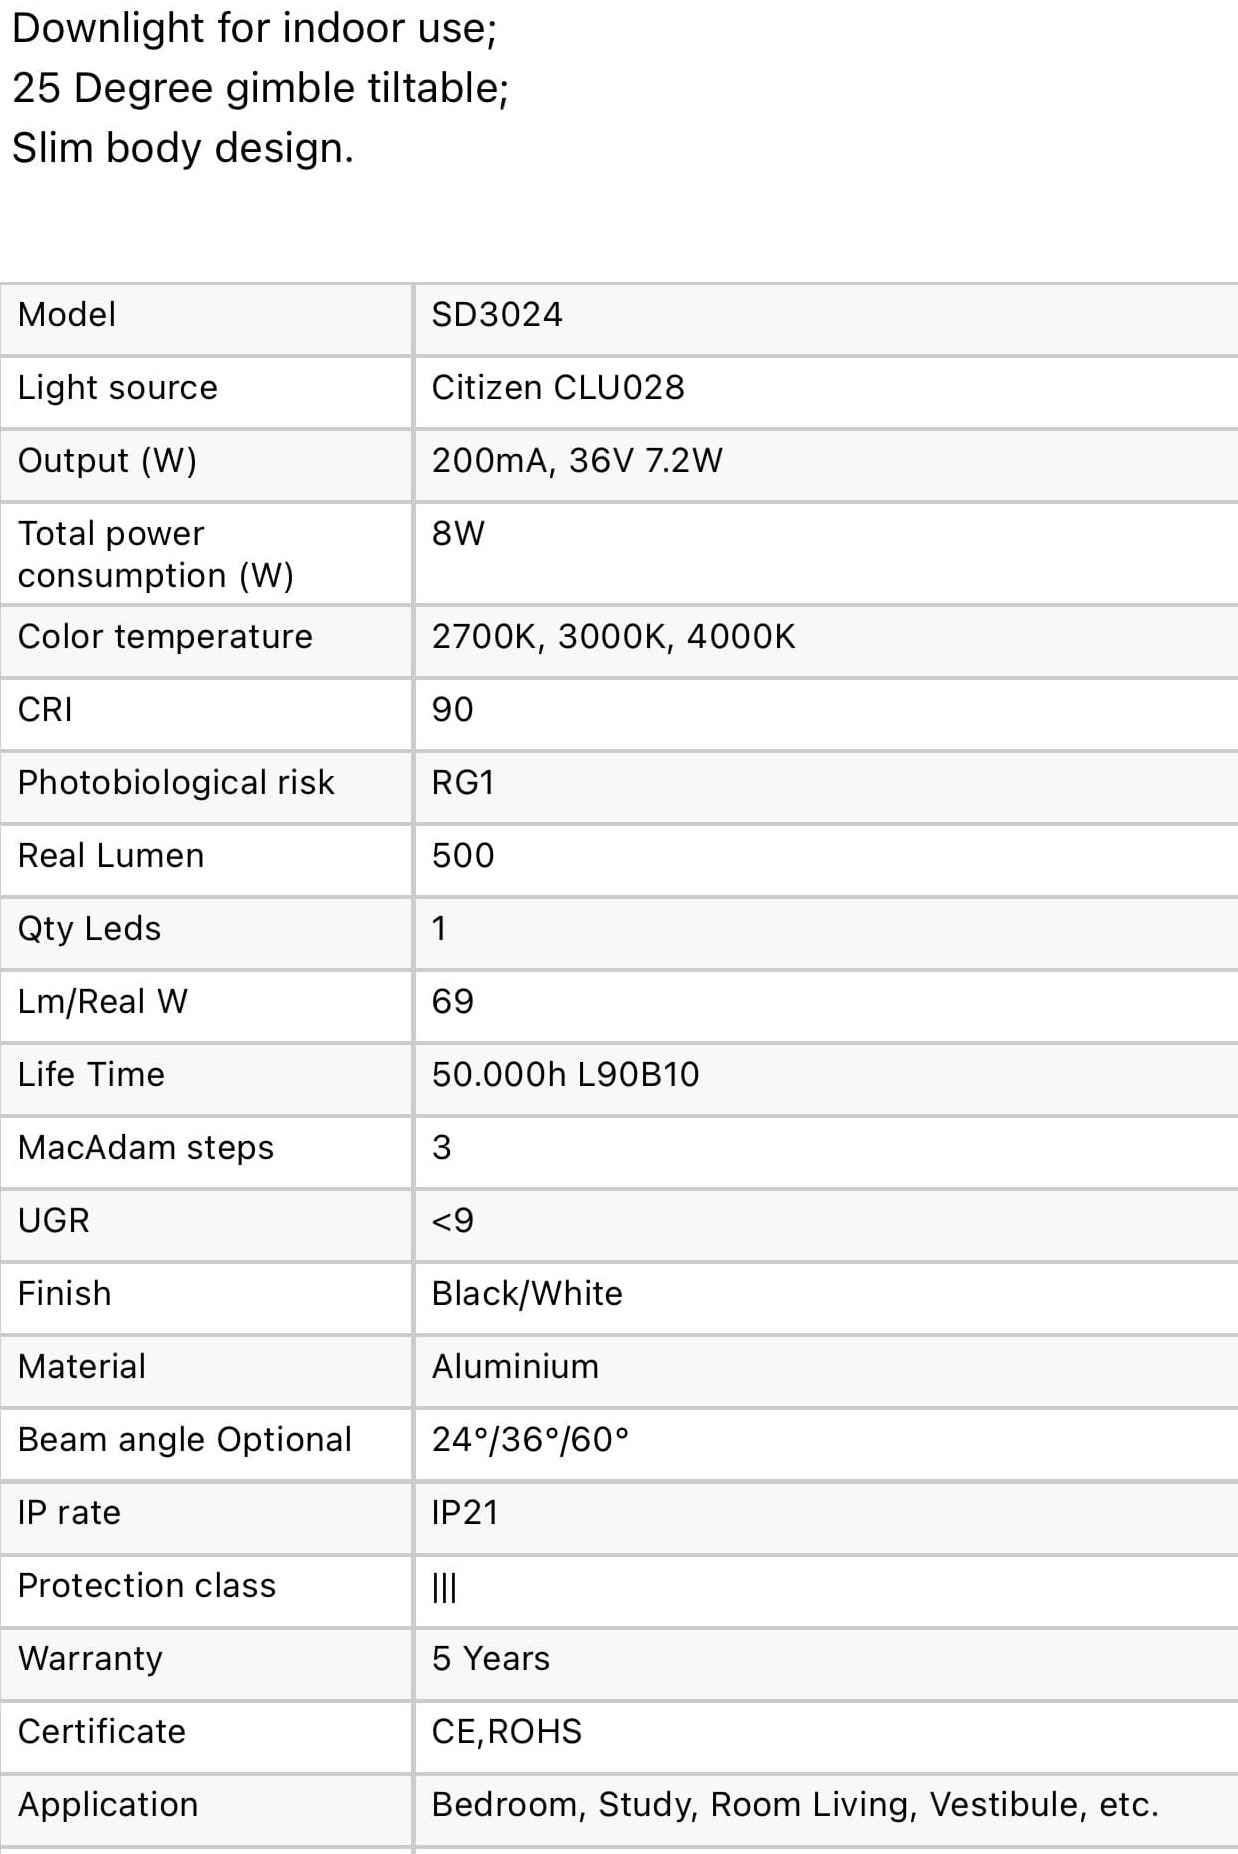 Downlight for indoor use;
25 Degree gimble tiltable;
Slim body design.
Model SD3024
Light source Citizen CLU028
Output (W) 200mA, 36V 7.2W
Total power 8W
consumption (W)
Color temperature 2700K, 3000K, 4000K
CRI 90
Photobiological risk RG1
Real Lumen 500
Qty Leds 1
Lm/Real W 69
Life Time 50.000h L90B10
MacAdam steps 3
UGR <9
Finish Black/White
Material Aluminium
Beam angle Optional 24°/36°/60°
IP rate IP21
Protection class |||
Warranty 5 Years
Certificate CE,ROHS
Application Bedroom, Study, Room Living, Vestibule, etc.